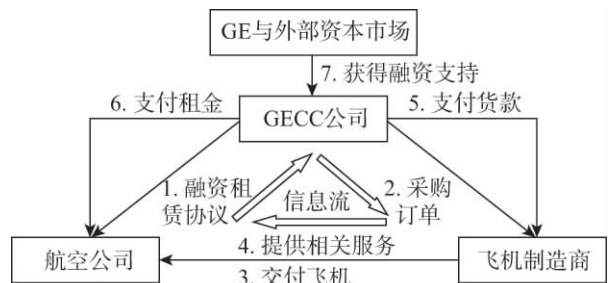 GE与外部资本市场
7. 获得融资支持
6. 支付租金
GECC公司
5. 支付货款
1. 融资租
赁协议
信息流
2. 采购
订单
4. 提供相关服务
航空公司
飞机制造商
3. 交付飞机